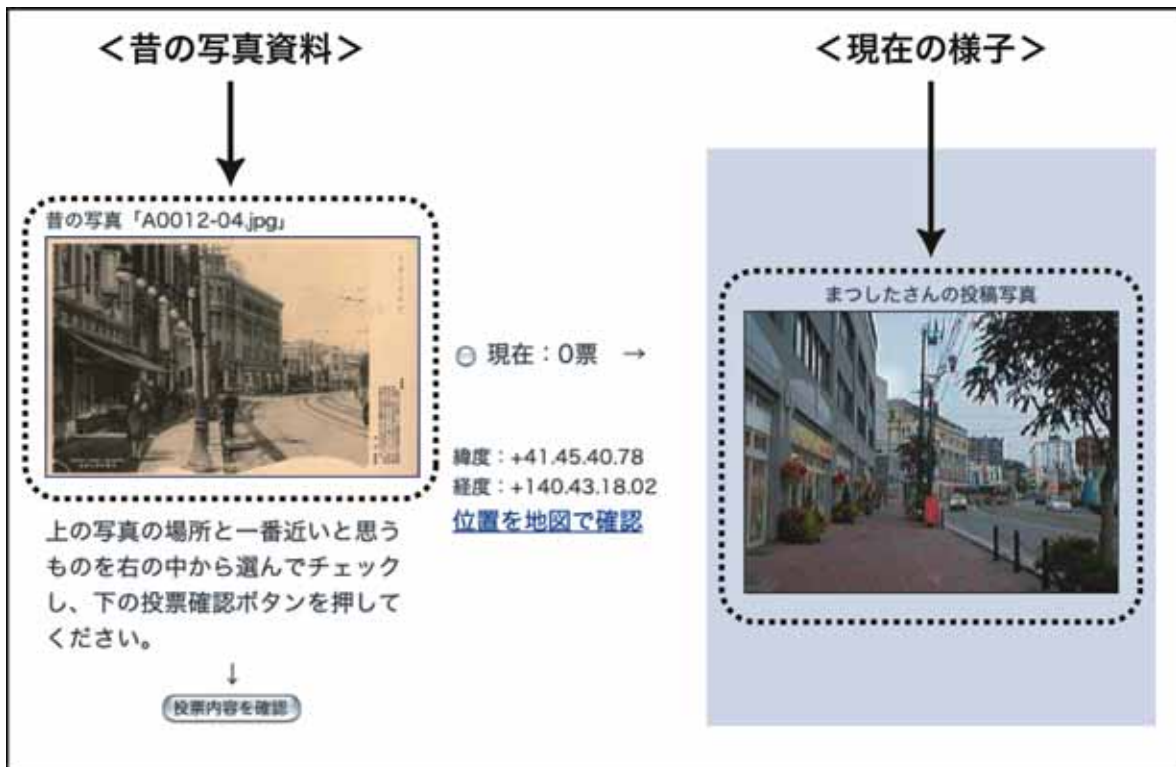 <昔の写真資料>
<現在の様子>
昔の写真「A0012-04.jpg」
まつしたさんの投稿写真
現在：0票 →
緯度：+41.45.40.78
経度：+140.43.18.02
位置を地図で確認
上の写真の場所と一番近いと思う
ものを右の中から選んでチェック
し、下の投票確認ボタンを押して
ください。
↓
投票内容を確認